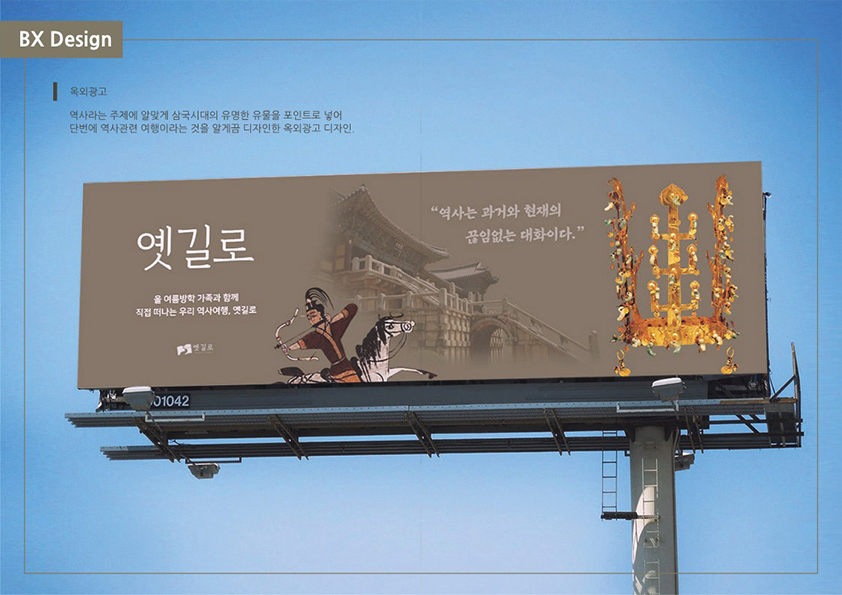 BX Design
옥외광고
역사라는 주제에 알맞게 삼국시대의 유명한 유물을 포인트로 넣어
단번에 역사관련 여행이라는 것을 알게끔 디자인한 옥외광고 디자인.
옛길로
올 여름방학 가족과 함께
직접 떠나는 우리 역사여행, 옛길로
옛길로
“역사는 과거와 현재의
끊임없는 대화이다.”
01042